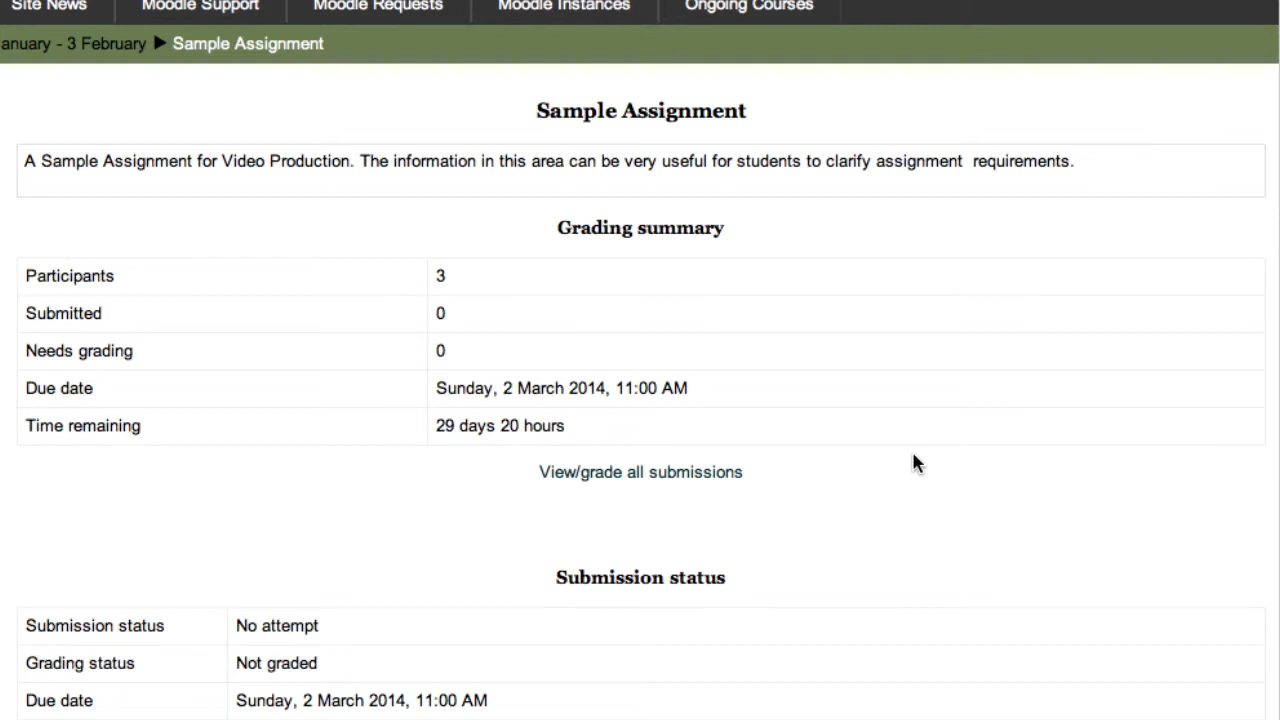 Site News Moodle Support Moodle Requests Moodle Instances Ongoing Courses
anuary - 3 February ▶ Sample Assignment
Sample Assignment
A Sample Assignment for Video Production. The information in this area can be very useful for students to clarify assignment  requirements.
Grading summary
Participants 3
Submitted 0
Needs grading 0
Due date Sunday, 2 March 2014, 11:00 AM
Time remaining 29 days 20 hours
View/grade all submissions
Submission status
Submission status No attempt
Grading status Not graded
Due date Sunday, 2 March 2014, 11:00 AM